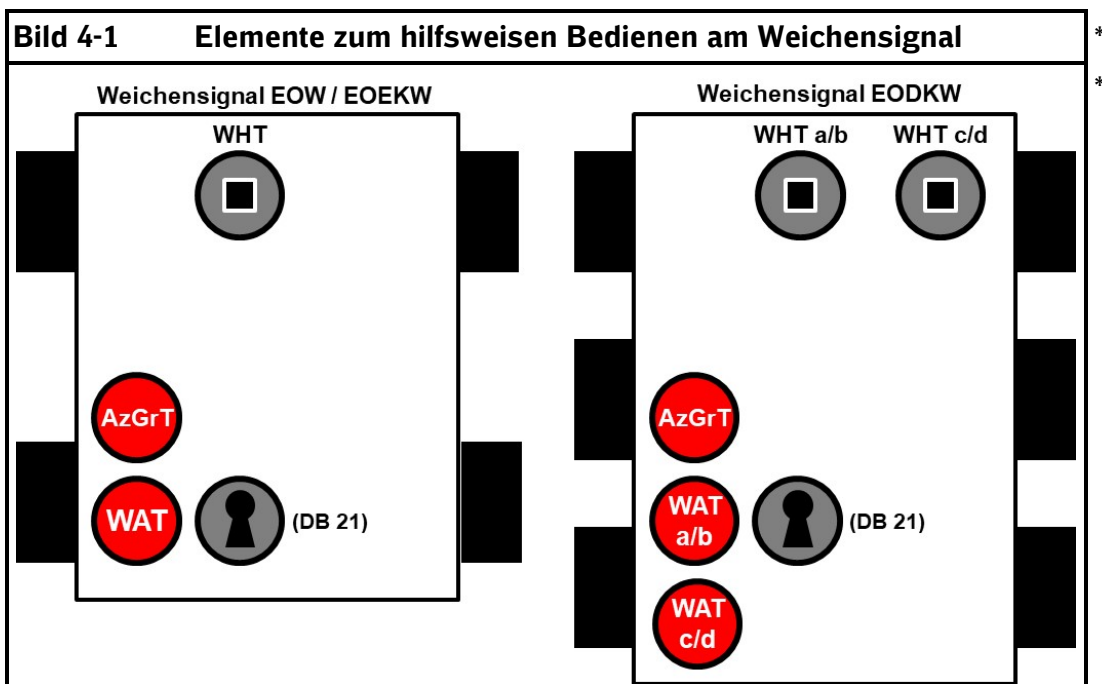 Bild 4-1 Elemente zum hilfsweisen Bedienen am Weichensignal *
*
Weichensignal EOW / EOEKW
WHT
AzGrT
WAT
(DB 21)
Weichensignal EODKW
WHT a/b WHT c/d
AzGrT
WAT
a/b
(DB 21)
WAT
c/d